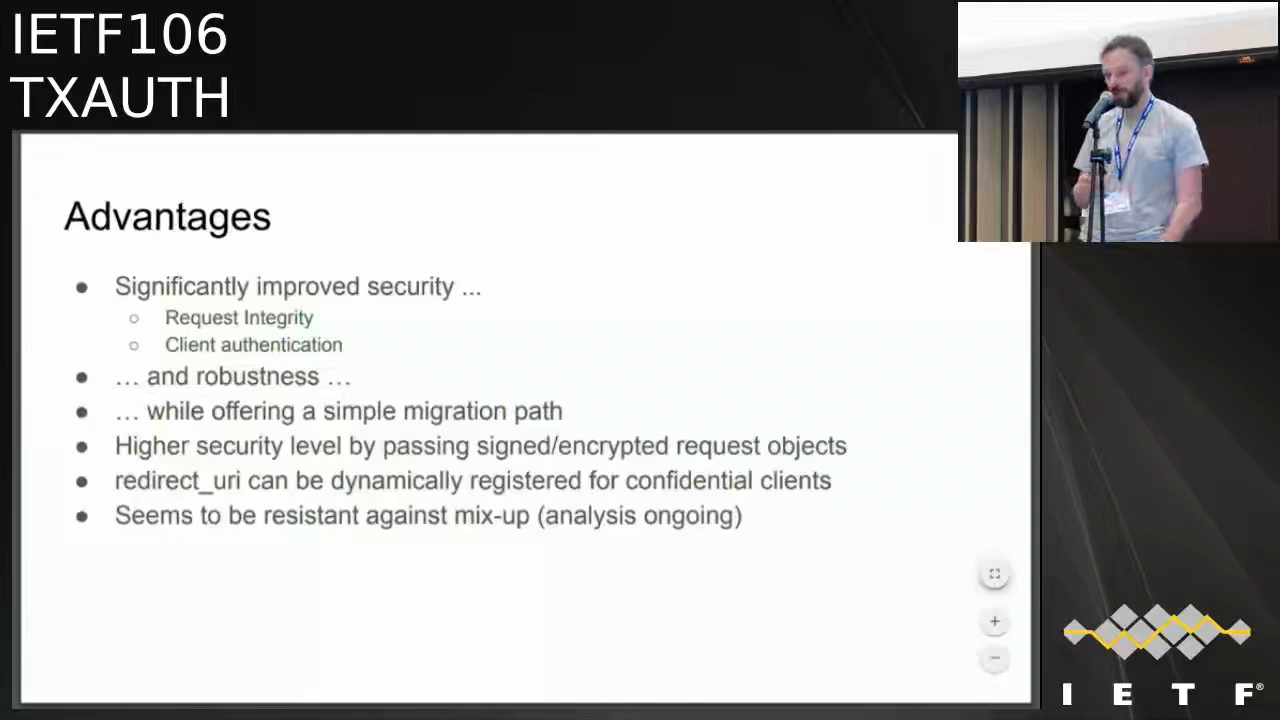 IETF106
TXAUTH
Advantages
● Significantly improved security ...
○ Request Integrity
○ Client authentication
● … and robustness …
● … while offering a simple migration path
● Higher security level by passing signed/encrypted request objects
● redirect_uri can be dynamically registered for confidential clients
● Seems to be resistant against mix-up (analysis ongoing)
I E T F®